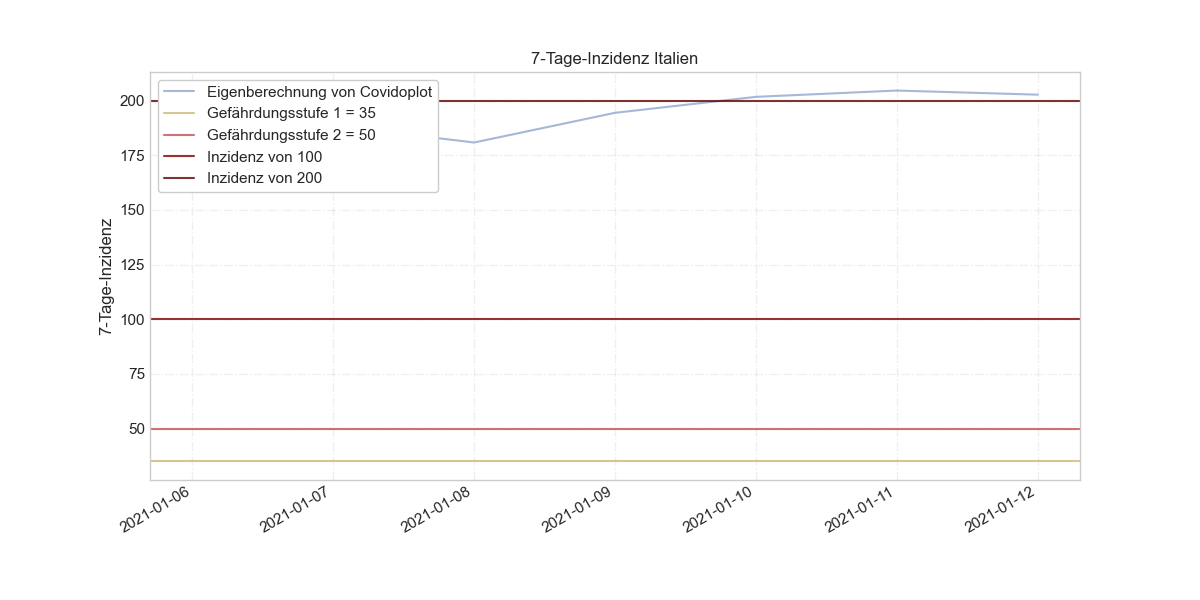 7-Tage-Inzidenz Italien
Eigenberechnung von Covidoplot
Gefährdungsstufe 1 = 35
Gefährdungsstufe 2 = 50
Inzidenz von 100
Inzidenz von 200
7-Tage-Inzidenz
200
175
150
125
100
75
50
2021-01-06
2021-01-07
2021-01-08
2021-01-09
2021-01-10
2021-01-11
2021-01-12